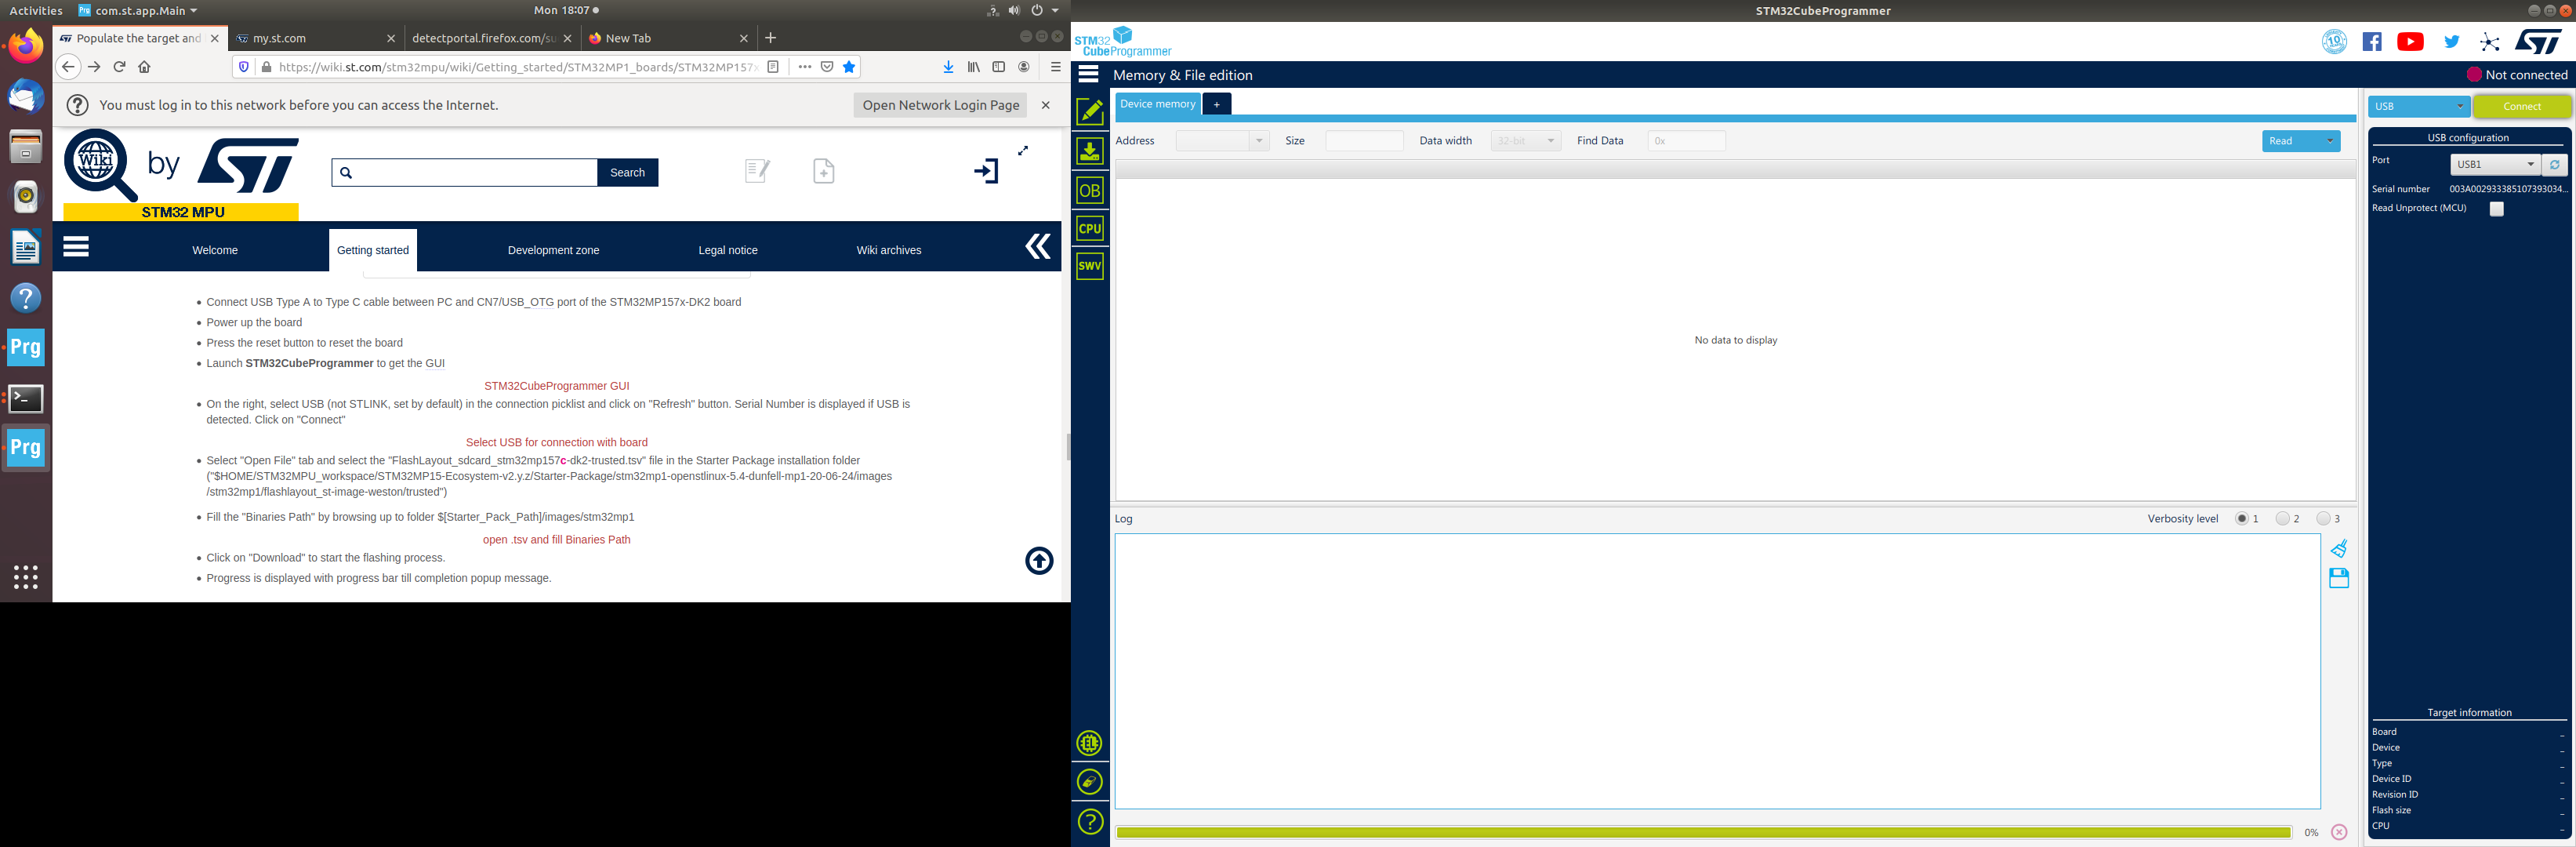 Activities com.st.app.Main Mon 18:07
Populate the target and my.st.com detectportal.firefox.com/su New Tab
https://wiki.st.com/stm32mpu/wiki/Getting_started/STM32MP1_boards/STM32MP157x
You must log in to this network before you can access the Internet. Open Network Login Page
Wiki by ST
Search
STM32 MPU
Welcome Getting started Development zone Legal notice Wiki archives
Connect USB Type A to Type C cable between PC and CN7/USB_OTG port of the STM32MP157x-DK2 board
Power up the board
Press the reset button to reset the board
Launch STM32CubeProgrammer to get the GUI
STM32CubeProgrammer GUI
On the right, select USB (not STLINK, set by default) in the connection picklist and click on "Refresh" button. Serial Number is displayed if USB is
detected. Click on "Connect"
Select USB for connection with board
Select "Open File" tab and select the "FlashLayout_sdcard_stm32mp157c-dk2-trusted.tsv" file in the Starter Package installation folder
("$HOME/STM32MPU_workspace/STM32MP15-Ecosystem-v2.y.z/Starter-Package/stm32mp1-openstlinux-5.4-dunfell-mp1-20-06-24/images
/stm32mp1/flashlayout_st-image-weston/trusted")
Fill the "Binaries Path" by browsing up to folder $[Starter_Pack_Path]/images/stm32mp1
open .tsv and fill Binaries Path
Click on "Download" to start the flashing process.
Progress is displayed with progress bar till completion popup message.
Prg
>_
Prg
STM32CubeProgrammer
STM32
CubeProgrammer
10
ST
Memory & File edition
Not connected
Device memory +
USB Connect
Address Size Data width 32-bit Find Data 0x Read
USB configuration
Port USB1
Serial number 003A002933385107393034...
Read Unprotect (MCU)
OB
CPU
SWV
No data to display
Log Verbosity level 1 2 3
Target information
Board _
Device _
Type _
Device ID _
Revision ID _
Flash size _
CPU _
EL
0%